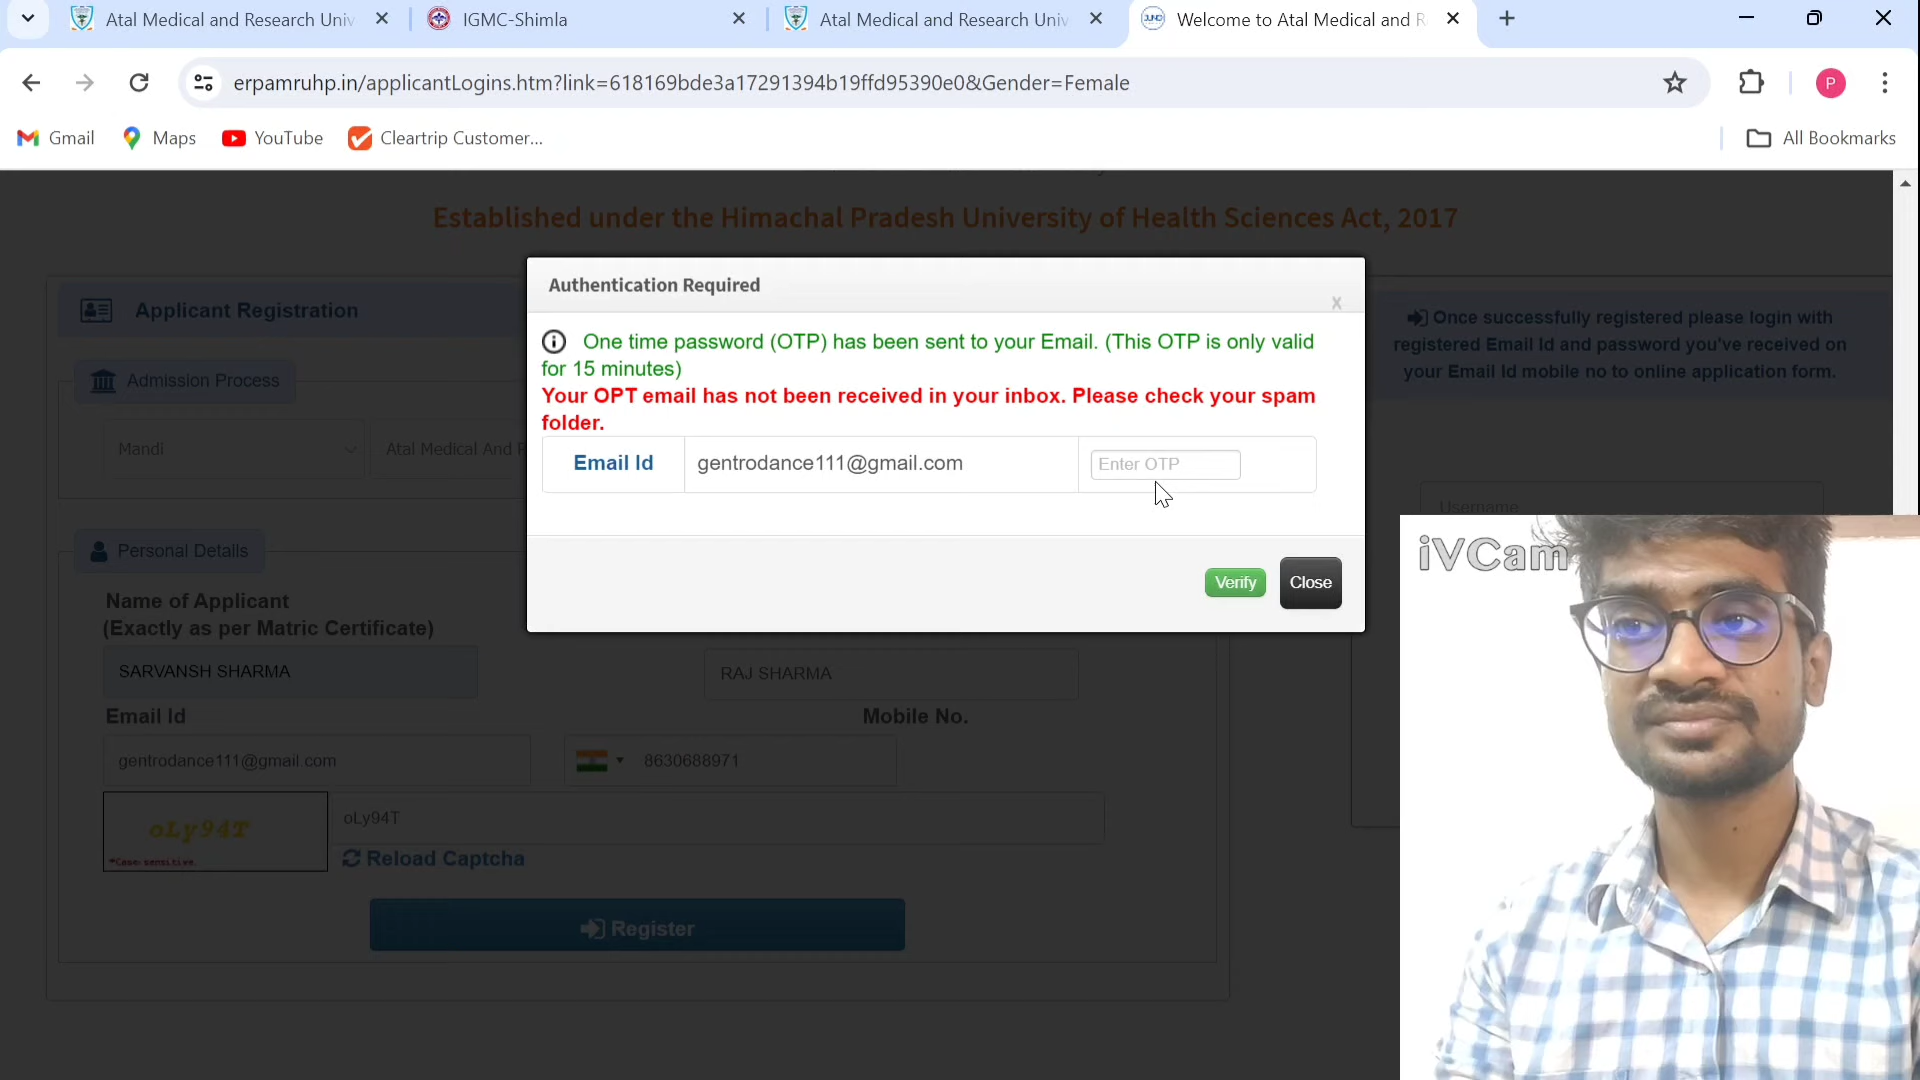 Atal Medical and Research Univ
IGMC-Shimla
Atal Medical and Research Univ
Welcome to Atal Medical and R
erpamruhp.in/applicantLogins.htm?link=618169bde3a17291394b19ffd95390e0&Gender=Female
P
Gmail
Maps
YouTube
Cleartrip Customer...
All Bookmarks
Established under the Himachal Pradesh University of Health Sciences Act, 2017
Authentication Required
x
One time password (OTP) has been sent to your Email. (This OTP is only valid
for 15 minutes)
Your OPT email has not been received in your inbox. Please check your spam
folder.
Email Id
gentrodance111@gmail.com
Enter OTP
Verify
Close
Applicant Registration
Admission Process
Mandi
Atal Medical And R
Personal Details
Name of Applicant
(Exactly as per Matric Certificate)
SARVANSH SHARMA
RAJ SHARMA
Email Id
Mobile No.
gentrodance111@gmail.com
8630688971
oLy94T
*Case: sensitive.
oLy94T
Reload Captcha
Register
Once successfully registered please login with
registered Email Id and password you've received on
your Email Id mobile no to online application form.
Username
iVCam